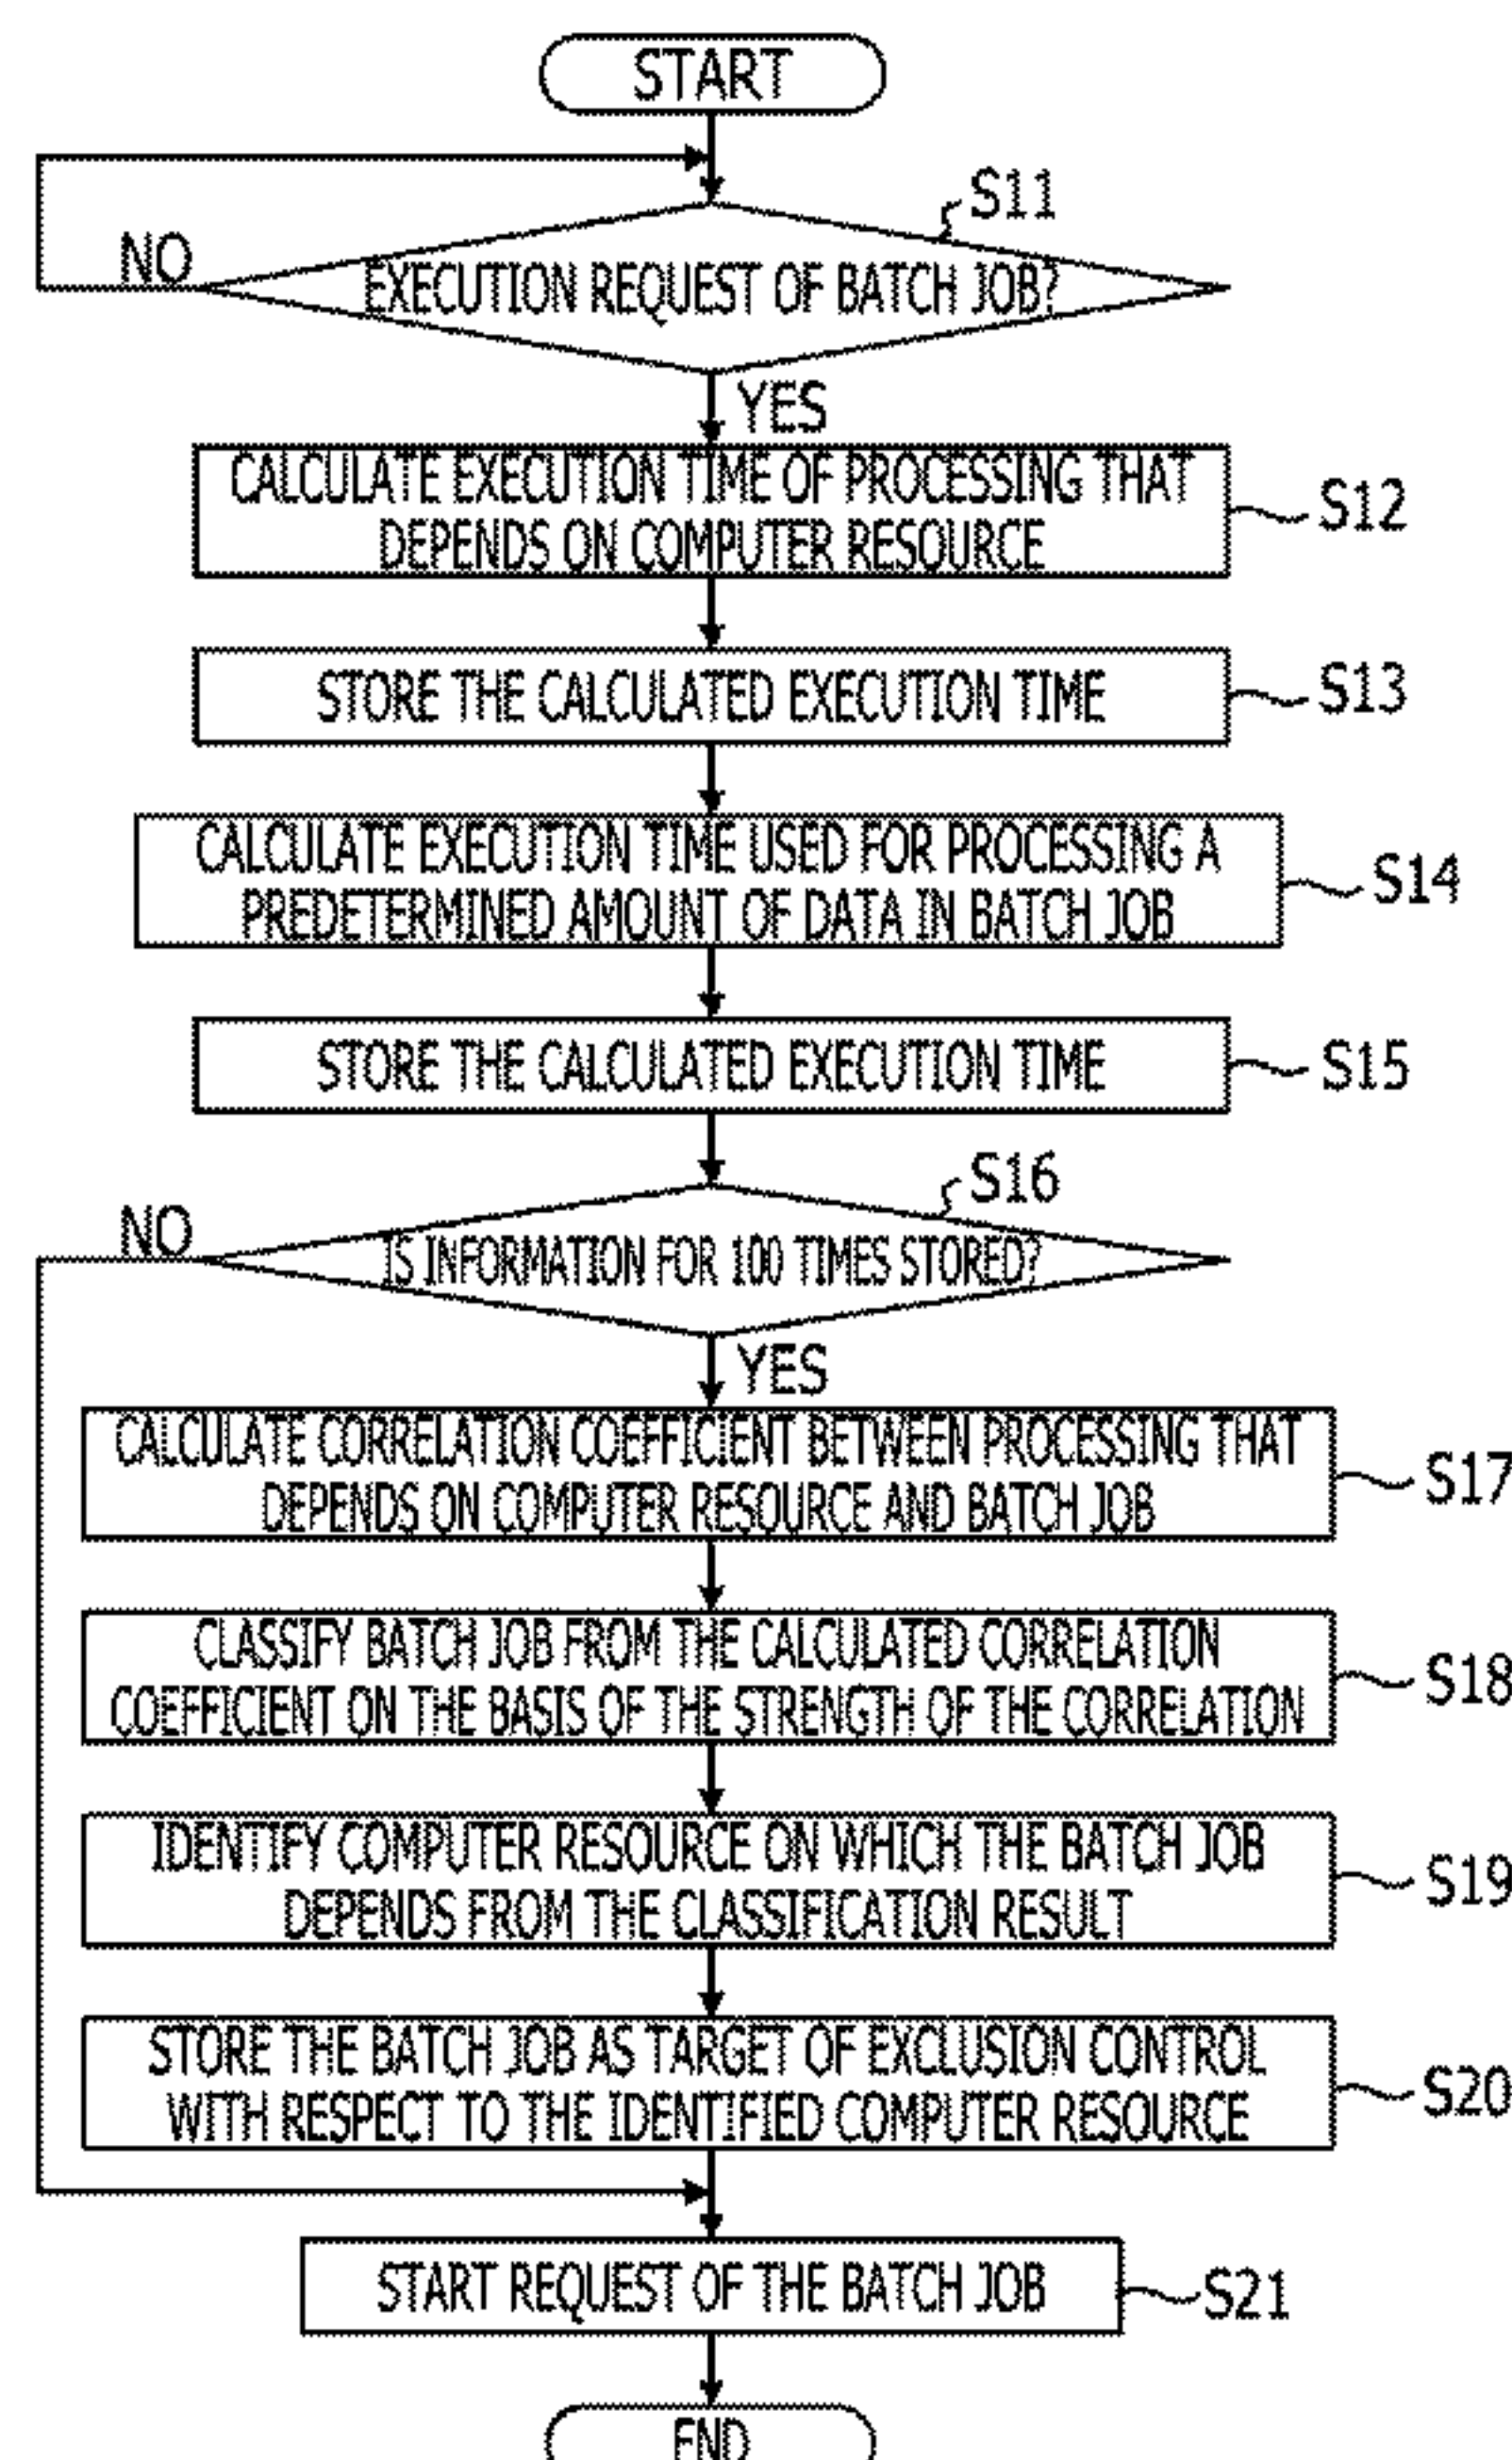 START
S11
NO
EXECUTION REQUEST OF BATCH JOB?
YES
CALCULATE EXECUTION TIME OF PROCESSING THAT
DEPENDS ON COMPUTER RESOURCE
S12
STORE THE CALCULATED EXECUTION TIME
S13
CALCULATE EXECUTION TIME USED FOR PROCESSING A
PREDETERMINED AMOUNT OF DATA IN BATCH JOB
S14
STORE THE CALCULATED EXECUTION TIME
S15
S16
NO
IS INFORMATION FOR 100 TIMES STORED?
YES
CALCULATE CORRELATION COEFFICIENT BETWEEN PROCESSING THAT
DEPENDS ON COMPUTER RESOURCE AND BATCH JOB
S17
CLASSIFY BATCH JOB FROM THE CALCULATED CORRELATION
COEFFICIENT ON THE BASIS OF THE STRENGTH OF THE CORRELATION
S18
IDENTIFY COMPUTER RESOURCE ON WHICH THE BATCH JOB
DEPENDS FROM THE CLASSIFICATION RESULT
S19
STORE THE BATCH JOB AS TARGET OF EXCLUSION CONTROL
WITH RESPECT TO THE IDENTIFIED COMPUTER RESOURCE
S20
START REQUEST OF THE BATCH JOB
S21
END